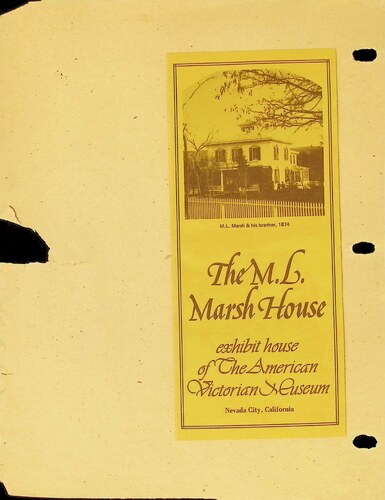 M.L. Marsh & his brother, 1874
The M.L.
Marsh House
exhibit house
of The American
Victorian Museum
Nevada City, California